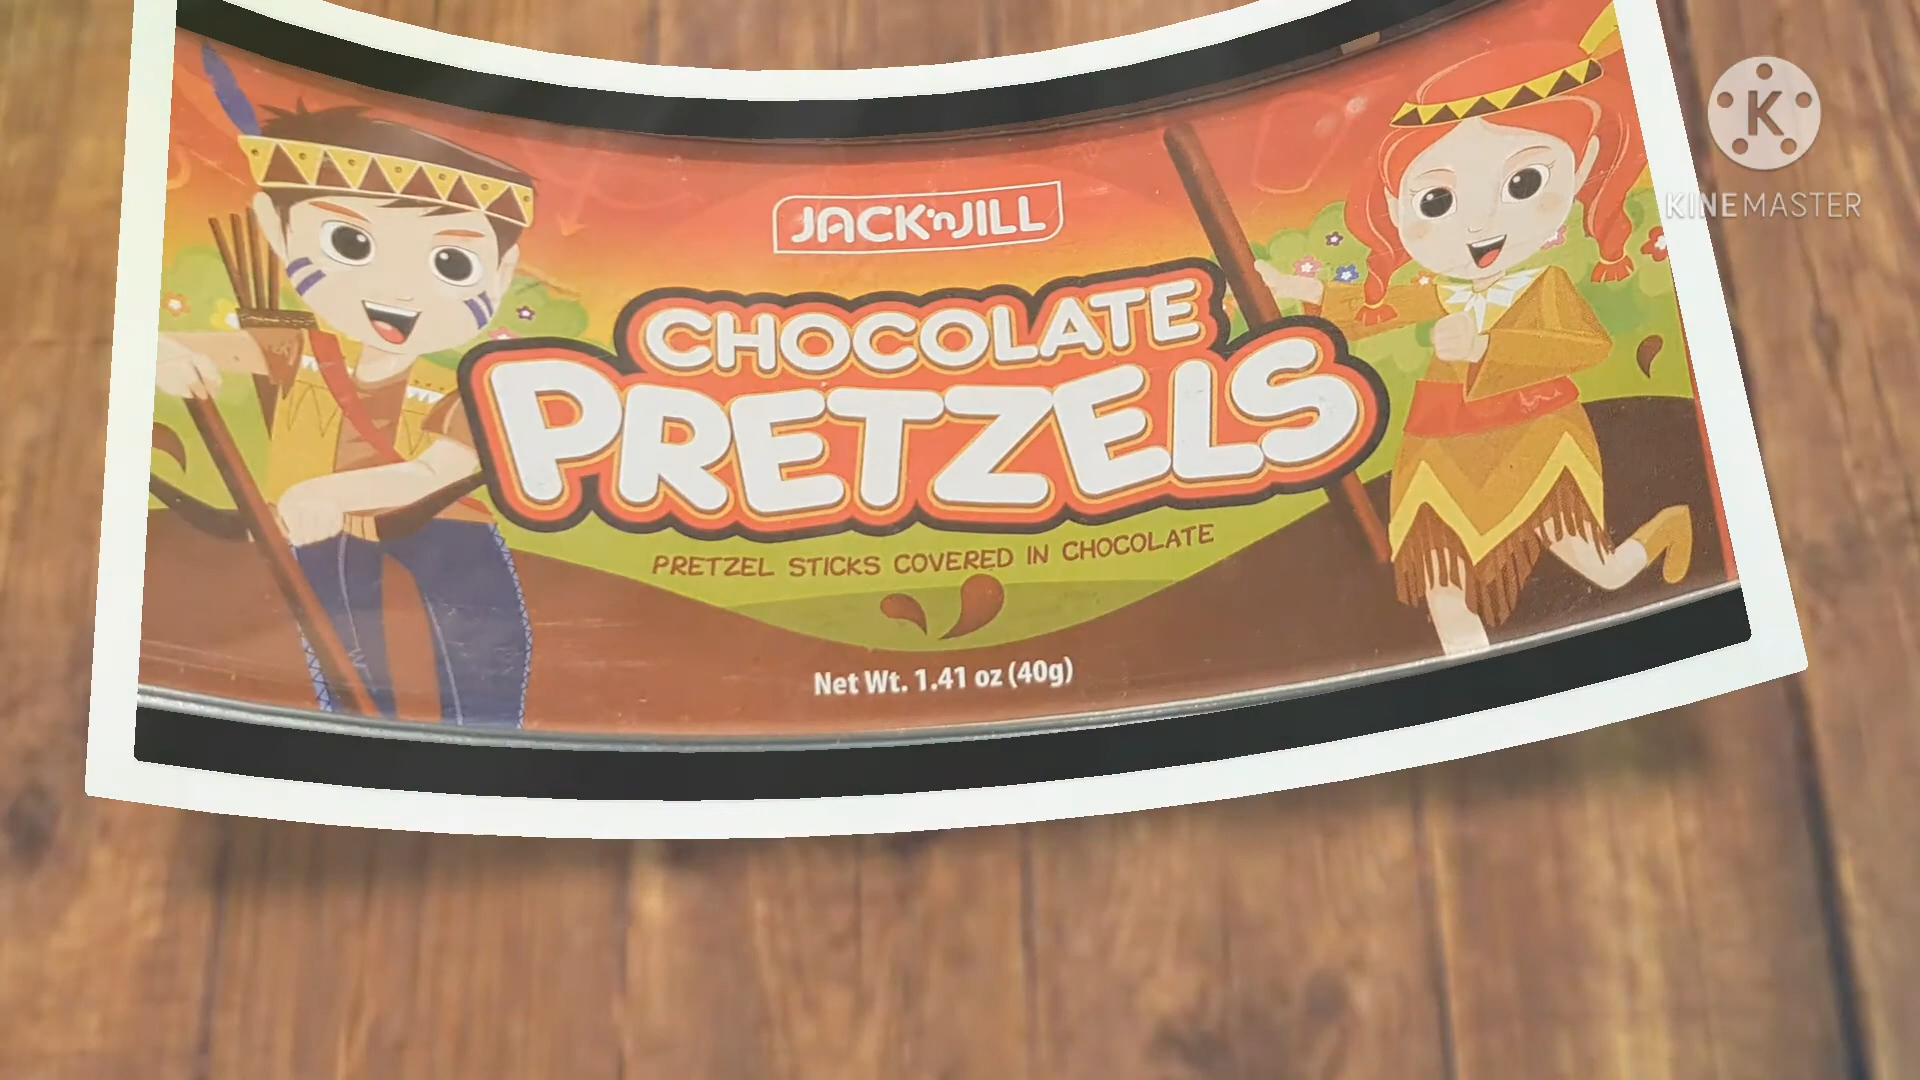 JACK 'n JILL
CHOCOLATE
PRETZELS
PRETZEL STICKS COVERED IN CHOCOLATE
Net Wt. 1.41 oz (40g)
K
KINEMASTER